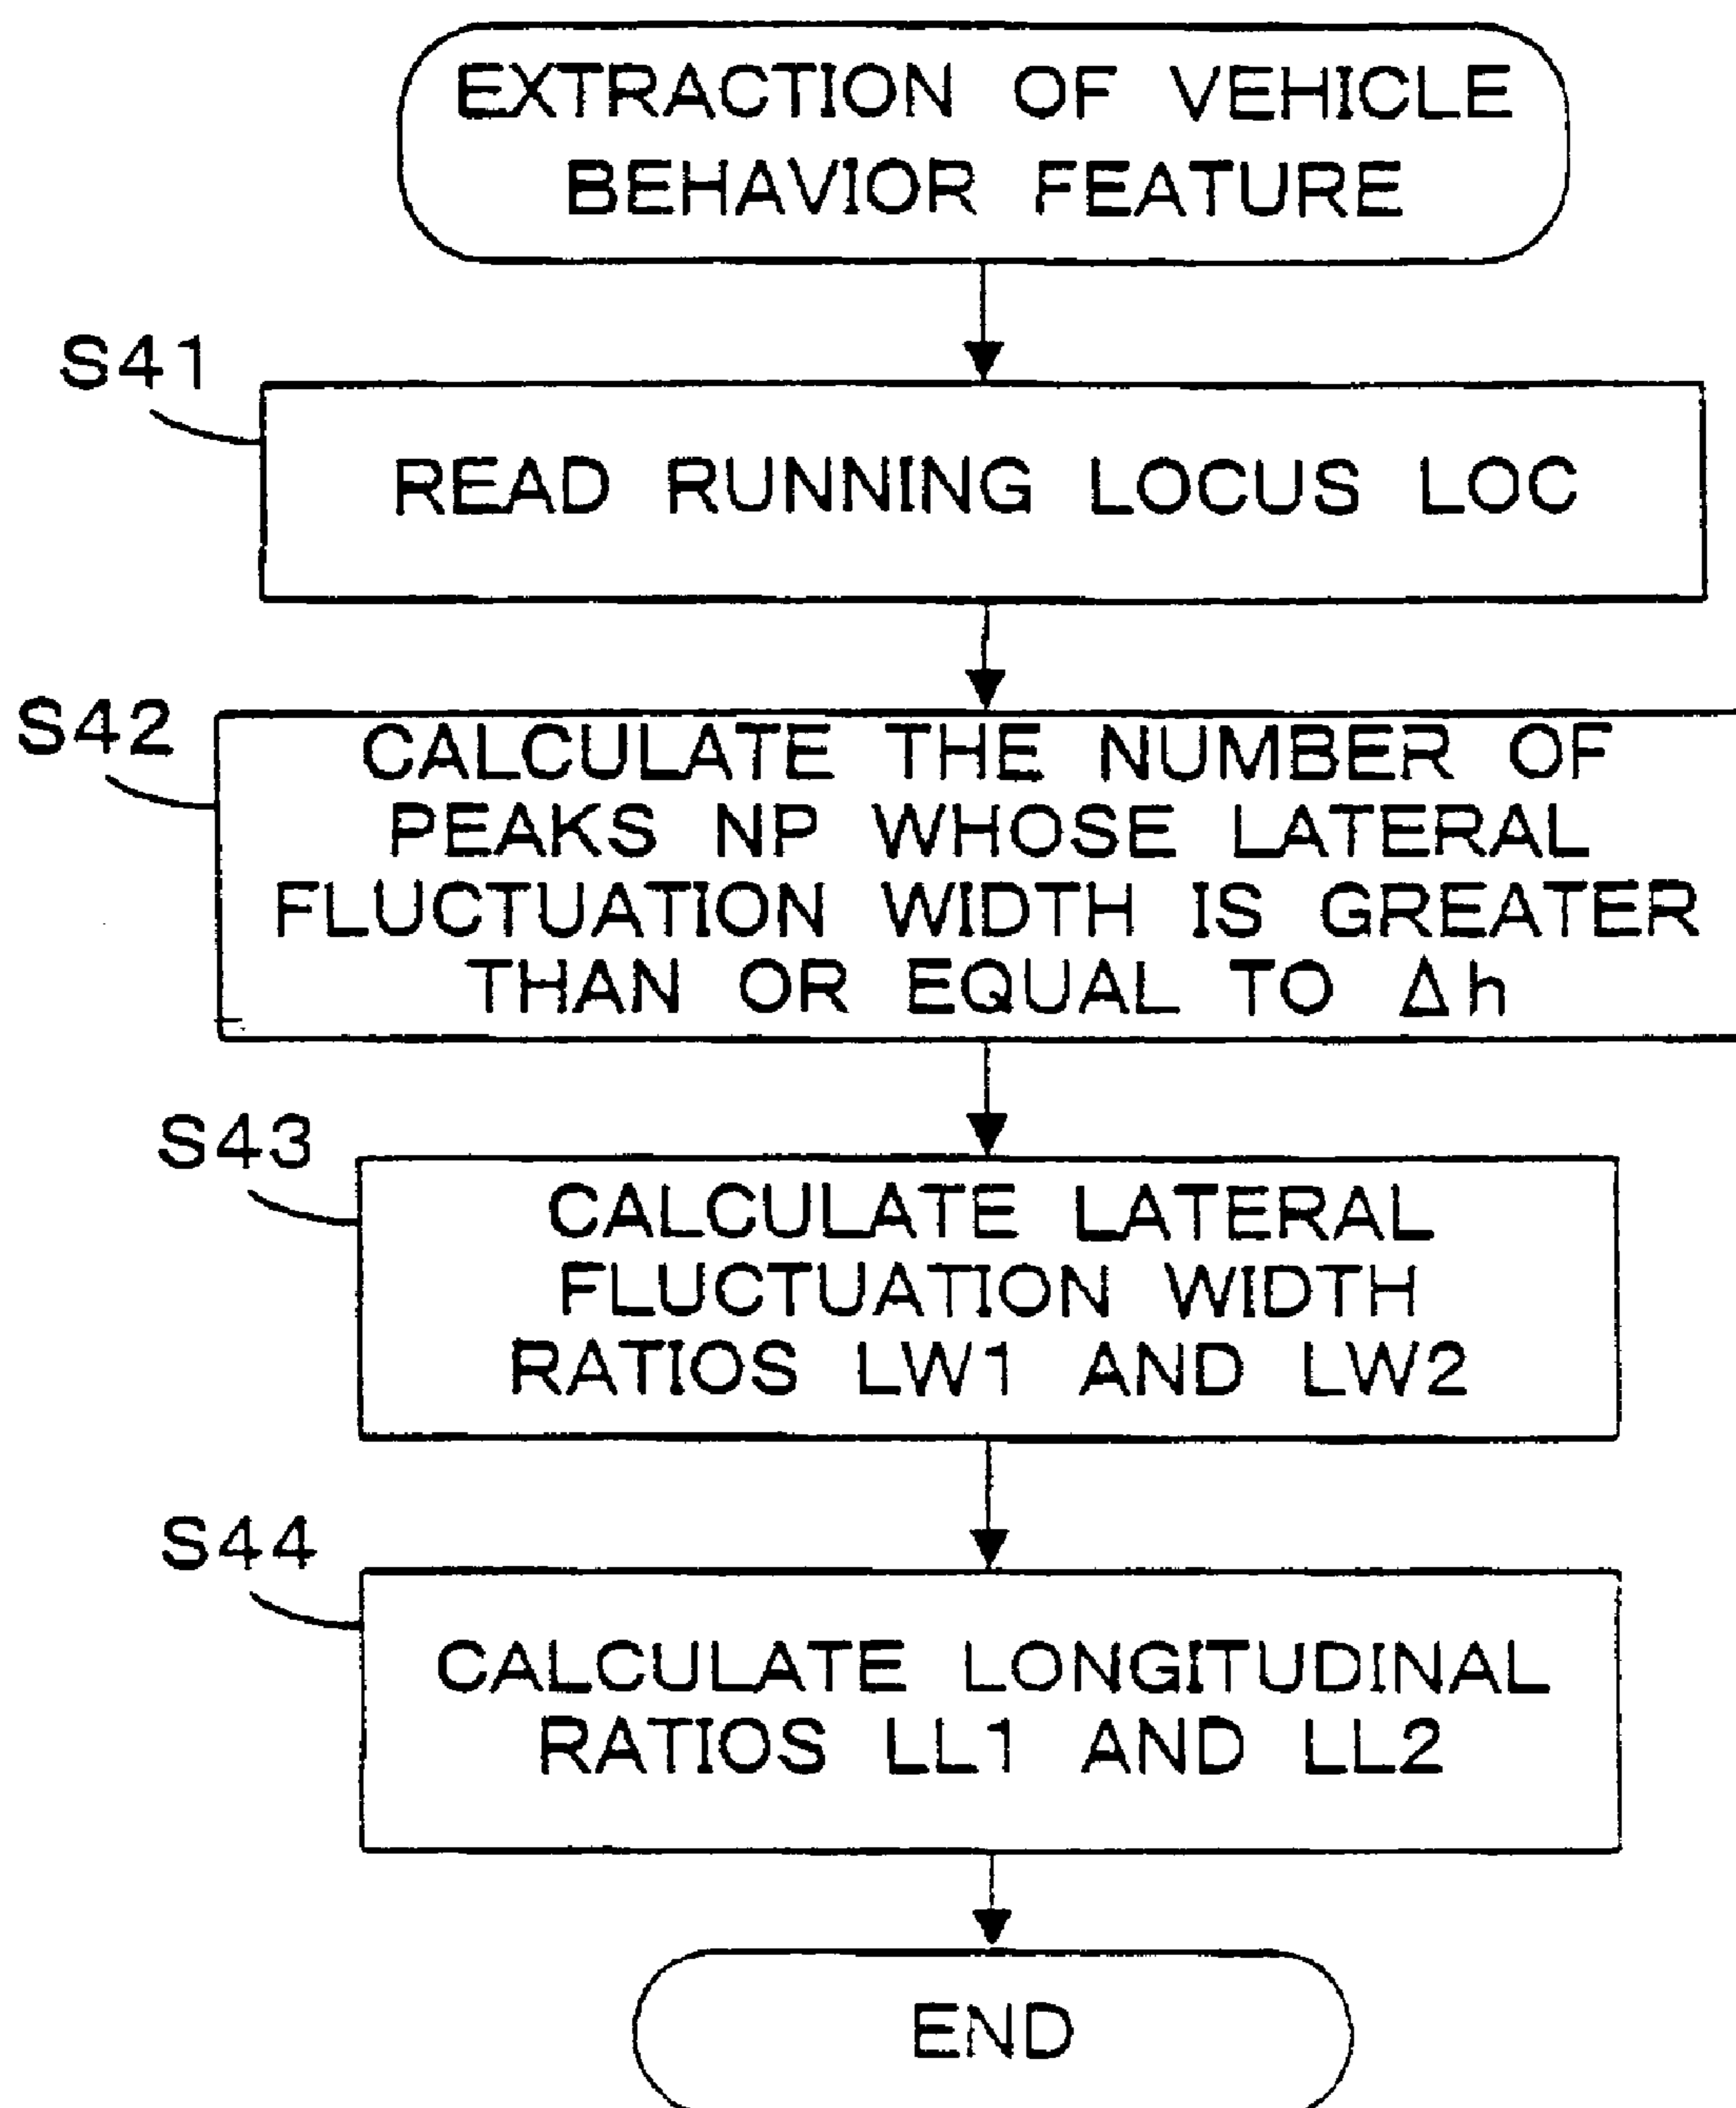 EXTRACTION OF VEHICLE
BEHAVIOR FEATURE
S41
READ RUNNING LOCUS LOC
S42
CALCULATE THE NUMBER OF
PEAKS NP WHOSE LATERAL
FLUCTUATION WIDTH IS GREATER
THAN OR EQUAL TO Δh
S43
CALCULATE LATERAL
FLUCTUATION WIDTH
RATIOS LW1 AND LW2
S44
CALCULATE LONGITUDINAL
RATIOS LL1 AND LL2
END